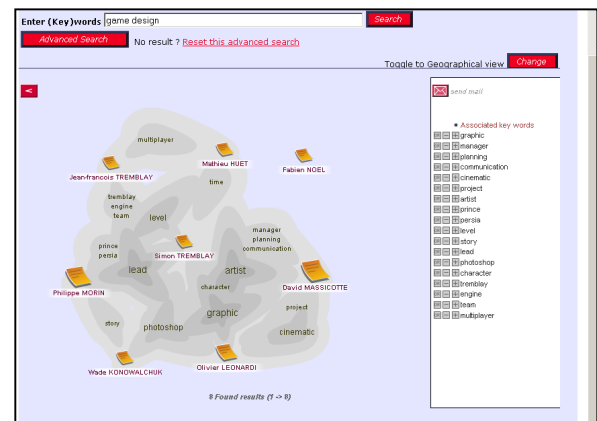 Enter (Key)words game design Search
Advanced Search No result ? Reset this advanced search
Toggle to Geographical view Change
<
send mail
Associated key words
graphic
manager
planning
communication
cinematic
project
artist
prince
persia
level
story
lead
photoshop
character
tremblay
engine
team
multiplayer
multiplayer
Mathieu HUET
Fabien NOEL
Jean-francois TREMBLAY
time
tremblay
engine
team
level
manager
planning
communication
prince
persia
Simon TREMBLAY
lead
artist
character
David MASSICOTTE
Philippe MORIN
graphic
project
story
photoshop
cinematic
Wade KONOWALCHUK
Olivier LEONARDI
8 Found results (1 -> 8)